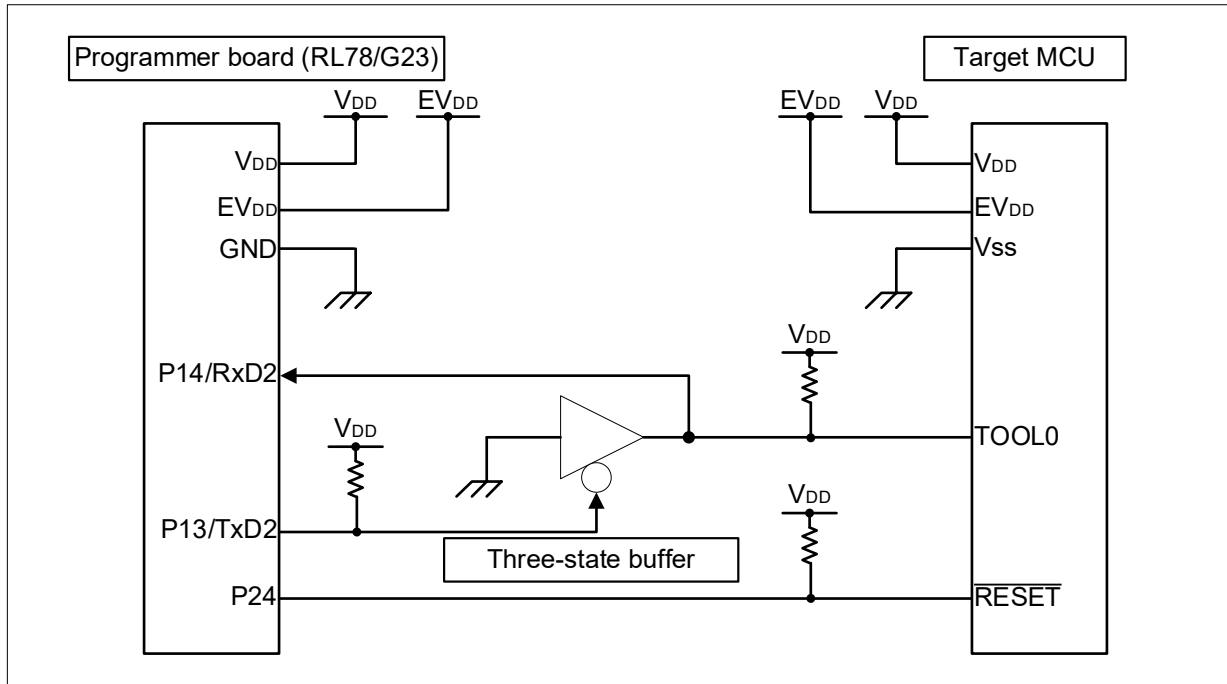 Programmer board (RL78/G23)
Target MCU
VDD
EVDD
EVDD
VDD
VDD
VDD
EVDD
EVDD
GND
Vss
VDD
P14/RxD2
VDD
TOOL0
VDD
P13/TxD2
Three-state buffer
P24
RESET